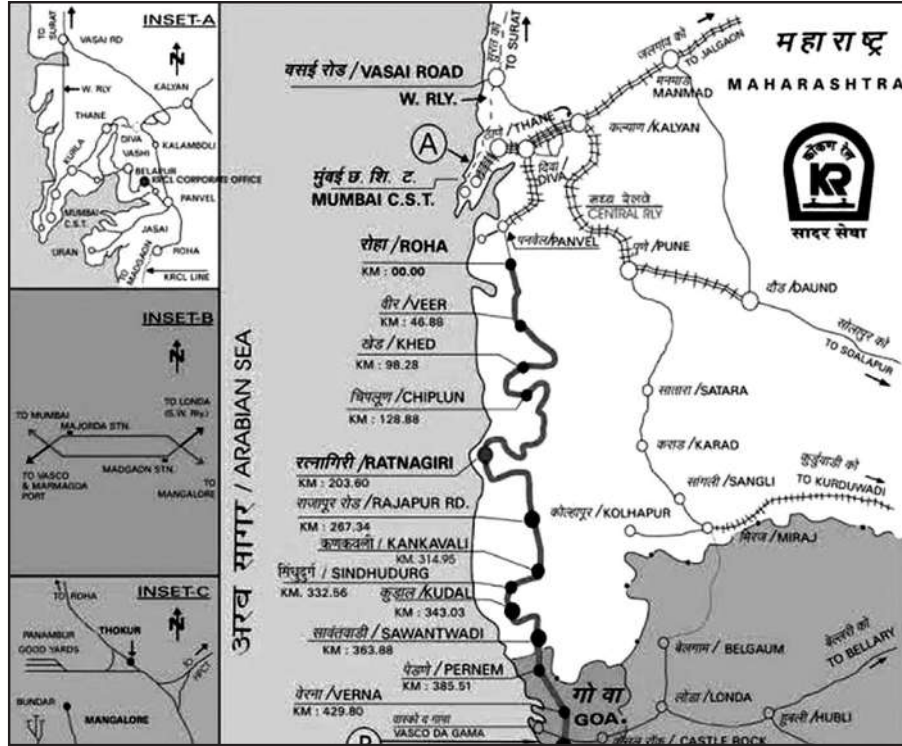 INSET-A
TO SURAT
VASAI RD
N
W. RLY
KALYAN
THANE
DIVA
VASHI
KALAMBOLI
KURLA
BELAPUR
KRCL CORPORATE OFFICE
MUMBAI C.S.T.
PANVEL
JASAI
URAN
ROHA
TO MADGAON
KRCL LINE
INSET-B
N
TO LONDA
(S.W. Rly.)
TO MUMBAI
MAJORDA STN.
MADGAON STN.
TO VASCO
& MARMAGOA
PORT
TO
MANGALORE
INSET-C
N
TO ROHA
PANAMBUR
GOOD YARDS
THOKUR
TO
BUNDAR
MANGALORE
अरब सागर / ARABIAN SEA
सुरत को
TO SURAT
वसई रोड / VASAI ROAD
W. RLY.
A
ठाणे / THANE
जलगांव को
TO JALGAON
मनमाड
MANMAD
महाराष्ट्र
MAHARASHTRA
कल्याण / KALYAN
दिवा / DIVA
मुंबई छ. शि. ट.
MUMBAI C.S.T.
मध्य रेलवे
CENTRAL RLY
कोंकण रेल
KR
सादर सेवा
पनवेल / PANVEL
रोहा / ROHA
KM : 00.00
पुणे / PUNE
दौंड / DAUND
सोलापुर को
TO SOALAPUR
वीर / VEER
KM : 46.88
खेड / KHED
KM : 98.28
चिपलूण / CHIPLUN
KM : 128.88
सातारा / SATARA
कराड / KARAD
रत्नागिरी / RATNAGIRI
KM : 203.60
सांगली / SANGLI
कुर्डुवाडी को
TO KURDUWADI
राजापूर रोड / RAJAPUR RD.
KM : 267.34
कोल्हापूर / KOLHAPUR
मिरज / MIRAJ
कणकवली / KANKAVALI
KM. 314.95
सिंधुदुर्ग / SINDHUDURG
KM. 332.56
कुडाल / KUDAL
KM : 343.03
सावंतवाडी / SAWANTWADI
KM : 363.88
बेलगाम / BELGAUM
बेल्लरी को
TO BELLARY
पेडणे / PERNEM
KM : 385.51
वेरना / VERNA
KM : 429.80
गोवा
GOA.
लोंडा / LONDA
हुबली / HUBLI
वास्को द गामा
VASCO DA GAMA
CASTLE ROCK